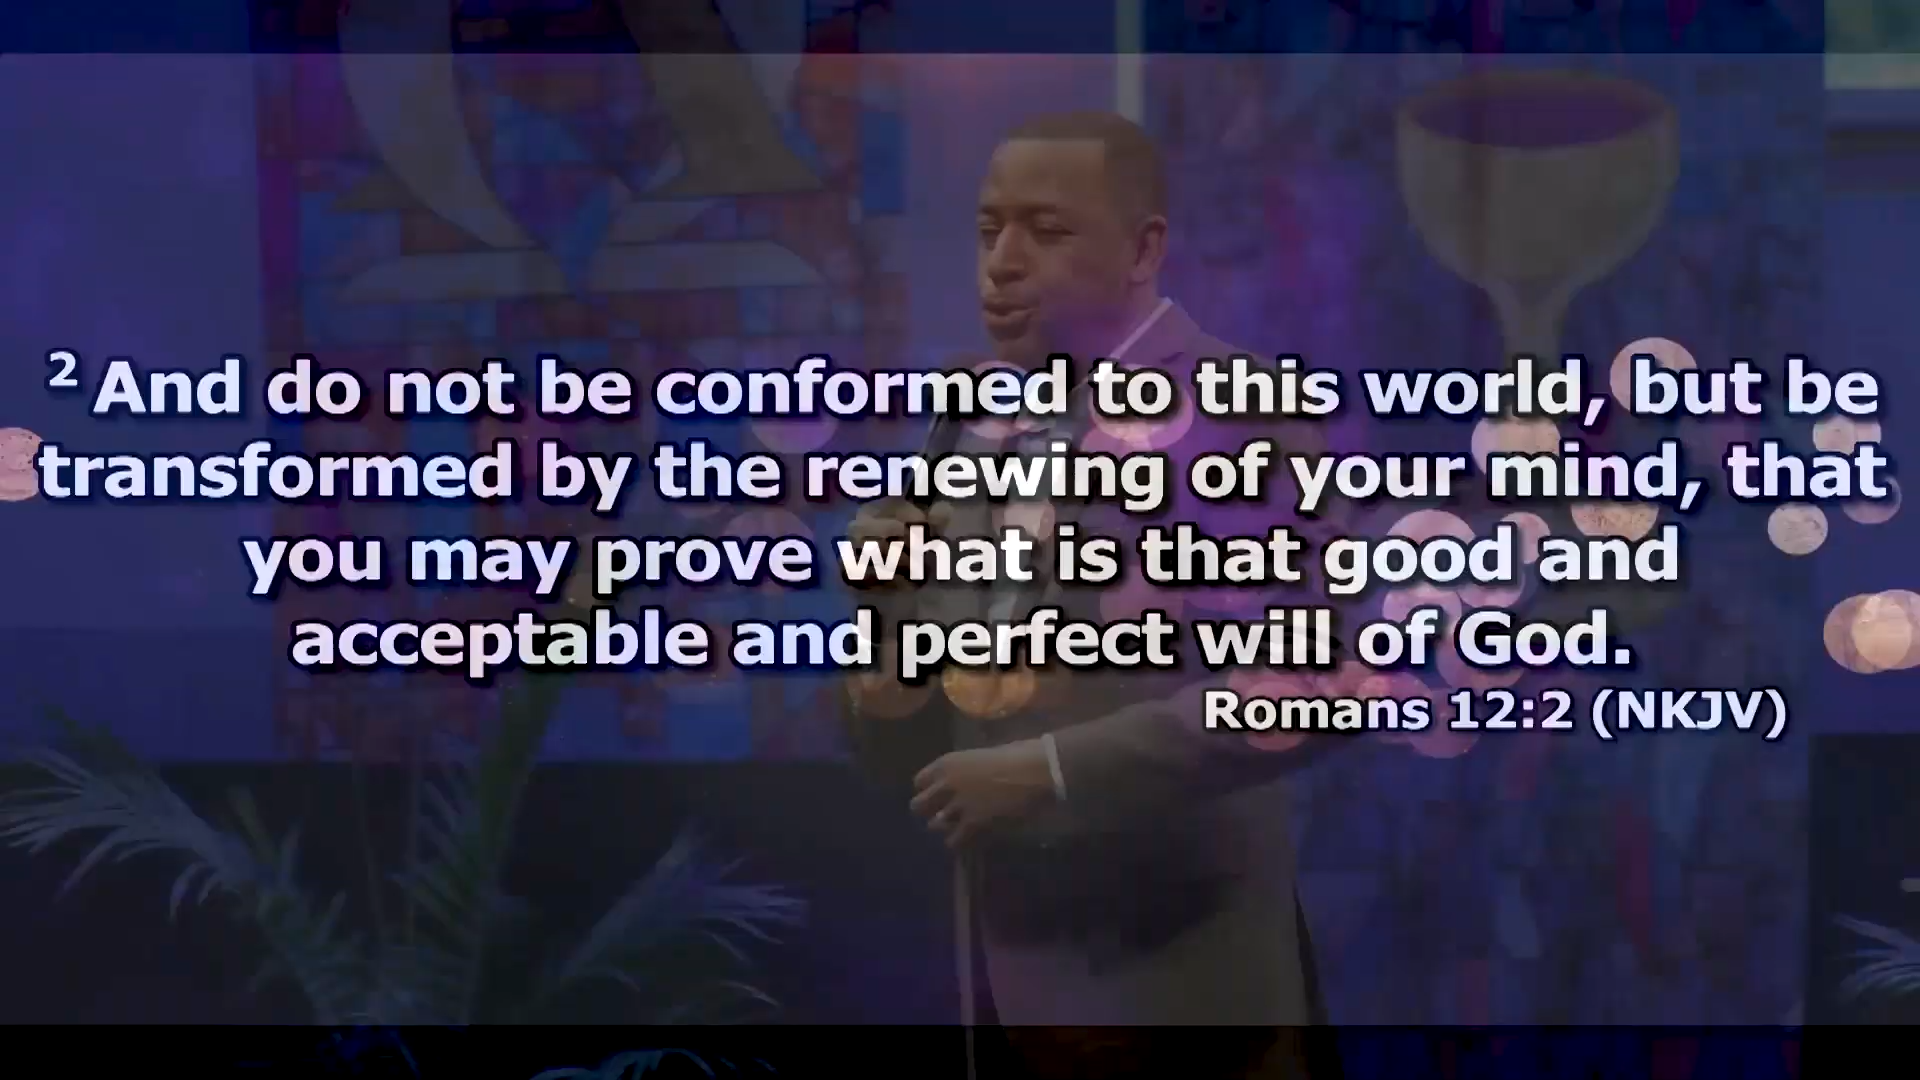 ² And do not be conformed to this world, but be
transformed by the renewing of your mind, that
you may prove what is that good and
acceptable and perfect will of God.
Romans 12:2 (NKJV)